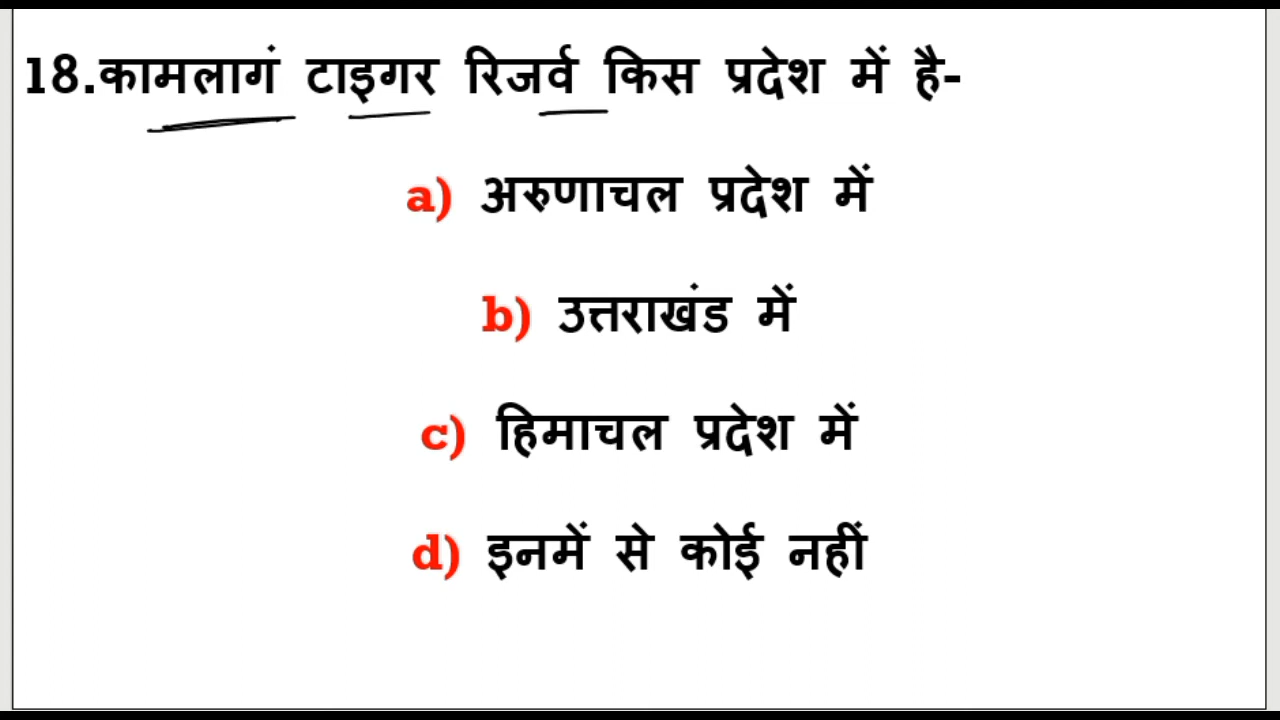 18.कामलागं टाइगर रिजर्व किस प्रदेश में है-
a) अरुणाचल प्रदेश में
b) उत्तराखंड में
c) हिमाचल प्रदेश में
d) इनमें से कोई नहीं